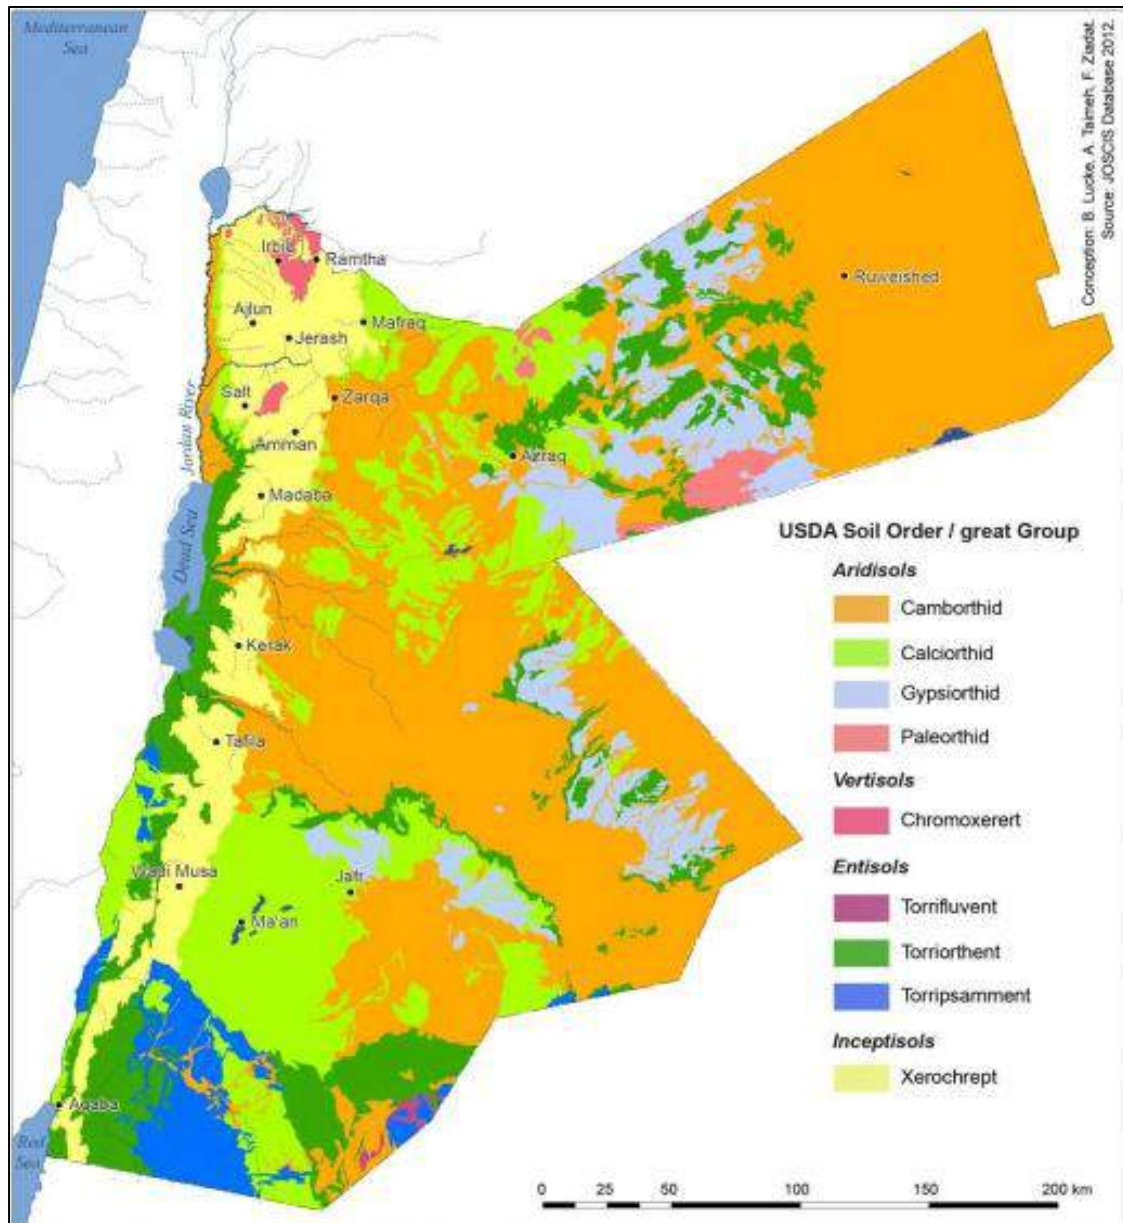 Mediterranean
Sea
Conception: B. Lucke, A. Taimeh, F. Ziadat.
Source: JOSCIS Database 2012.
Irbid
Ramtha
Ruweished
Ajlun
Mafraq
Jerash
Jordan River
Salt
Zarqa
Amman
Azraq
Madaba
Dead Sea
Kerak
Tafila
Wadi Musa
Jafr
Ma'an
Aqaba
Red
Sea
USDA Soil Order / great Group
Aridisols
Camborthid
Calciorthid
Gypsiorthid
Paleorthid
Vertisols
Chromoxerert
Entisols
Torrifluvent
Torriorthent
Torripsamment
Inceptisols
Xerochrept
0 25 50 100 150 200 km